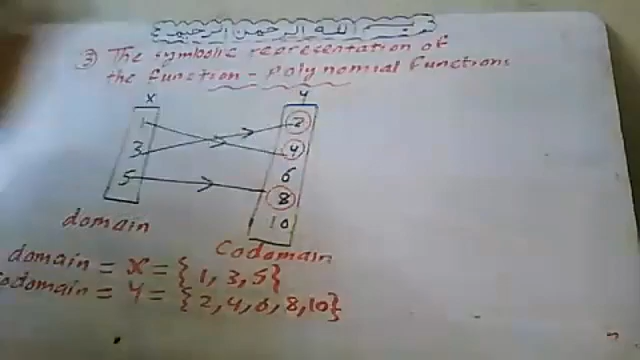 بسم الله الرحمن الرحيم
③ The symbolic representation of
the function - Polynomial Functions
X
Y
1
3
5
2
4
6
8
10
domain
Codomain
domain = X = {1, 3, 5}
Codomain = Y = {2, 4, 6, 8, 10}